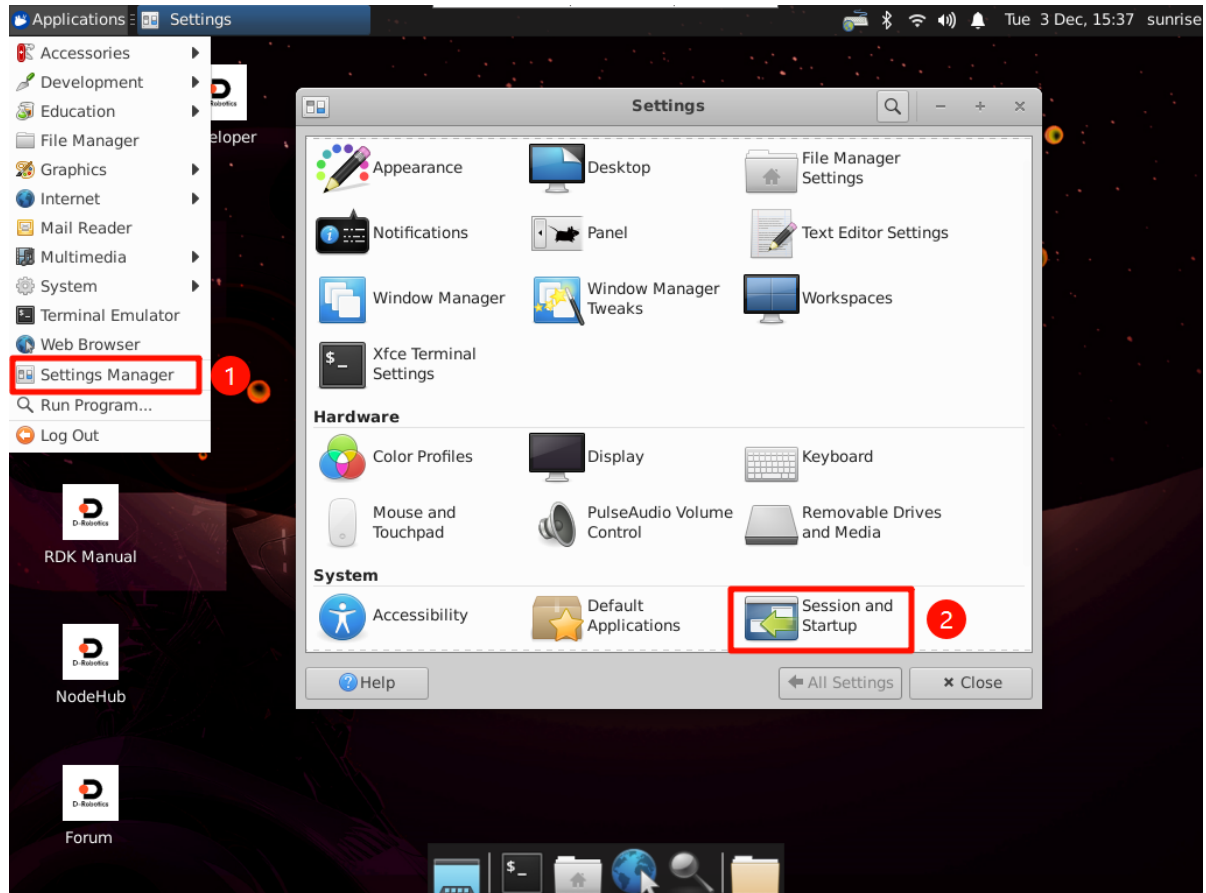 Applications
Settings
Tue 3 Dec, 15:37
sunrise
Accessories
Development
Education
File Manager
Graphics
Internet
Mail Reader
Multimedia
System
Terminal Emulator
Web Browser
Settings Manager
1
Run Program...
Log Out
eloper
D-Robotics
RDK Manual
D-Robotics
NodeHub
D-Robotics
Forum
Settings
Appearance
Desktop
File Manager
Settings
Notifications
Panel
Text Editor Settings
Window Manager
Window Manager
Tweaks
Workspaces
$_
Xfce Terminal
Settings
Hardware
Color Profiles
Display
Keyboard
Mouse and
Touchpad
PulseAudio Volume
Control
Removable Drives
and Media
System
Accessibility
Default
Applications
Session and
Startup
2
Help
All Settings
Close
$_